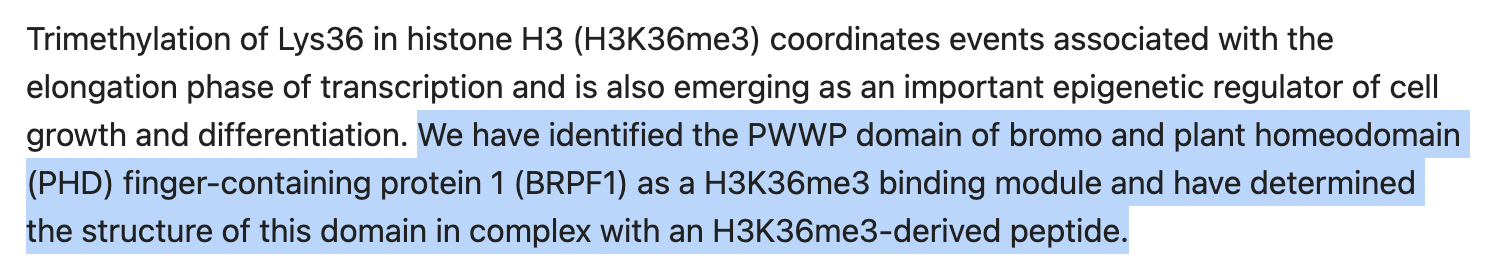 Trimethylation of Lys36 in histone H3 (H3K36me3) coordinates events associated with the
elongation phase of transcription and is also emerging as an important epigenetic regulator of cell
growth and differentiation. We have identified the PWWP domain of bromo and plant homeodomain
(PHD) finger-containing protein 1 (BRPF1) as a H3K36me3 binding module and have determined
the structure of this domain in complex with an H3K36me3-derived peptide.